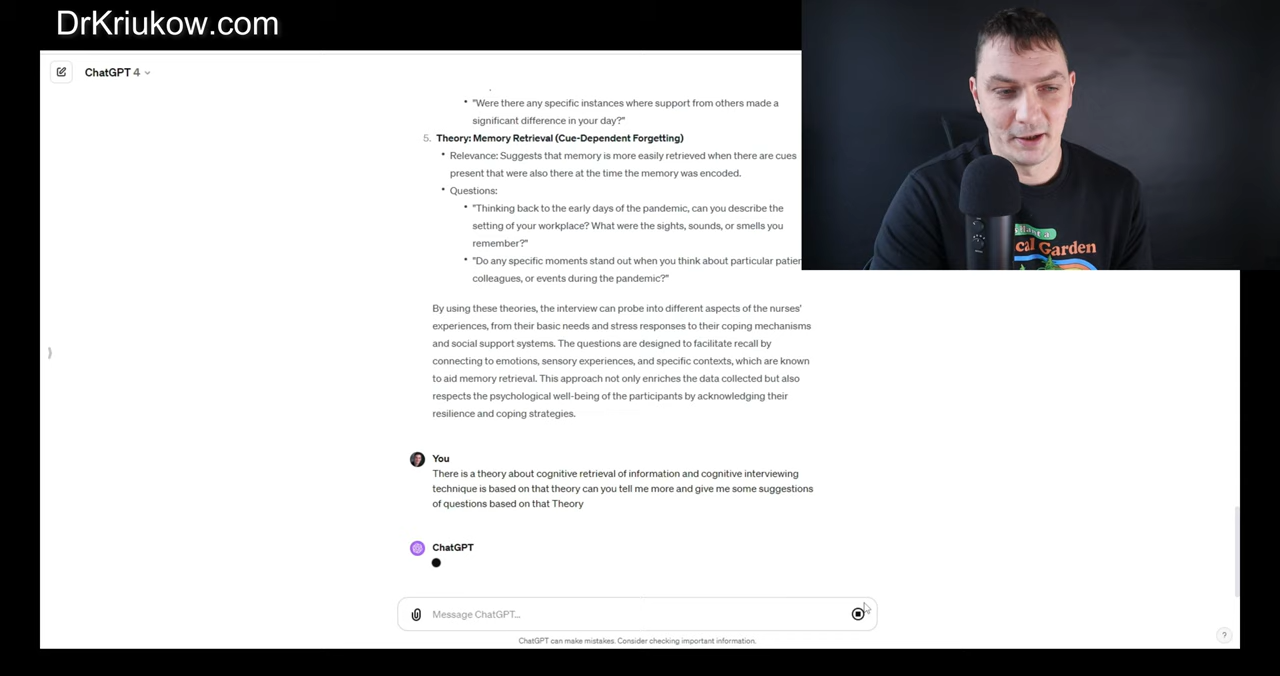 DrKriukow.com
ChatGPT 4
• "Were there any specific instances where support from others made a
significant difference in your day?"
5. Theory: Memory Retrieval (Cue-Dependent Forgetting)
• Relevance: Suggests that memory is more easily retrieved when there are cues
present that were also there at the time the memory was encoded.
• Questions:
• "Thinking back to the early days of the pandemic, can you describe the
setting of your workplace? What were the sights, sounds, or smells you
remember?"
• "Do any specific moments stand out when you think about particular
colleagues, or events during the pandemic?"
By using these theories, the interview can probe into different aspects of the nurses'
experiences, from their basic needs and stress responses to their coping mechanisms
and social support systems. The questions are designed to facilitate recall by
connecting to emotions, sensory experiences, and specific contexts, which are known
to aid memory retrieval. This approach not only enriches the data collected but also
respects the psychological well-being of the participants by acknowledging their
resilience and coping strategies.
You
There is a theory about cognitive retrieval of information and cognitive interviewing
technique is based on that theory can you tell me more and give me some suggestions
of questions based on that Theory
ChatGPT
Message ChatGPT...
ChatGPT can make mistakes. Consider checking important information.
?
Garden